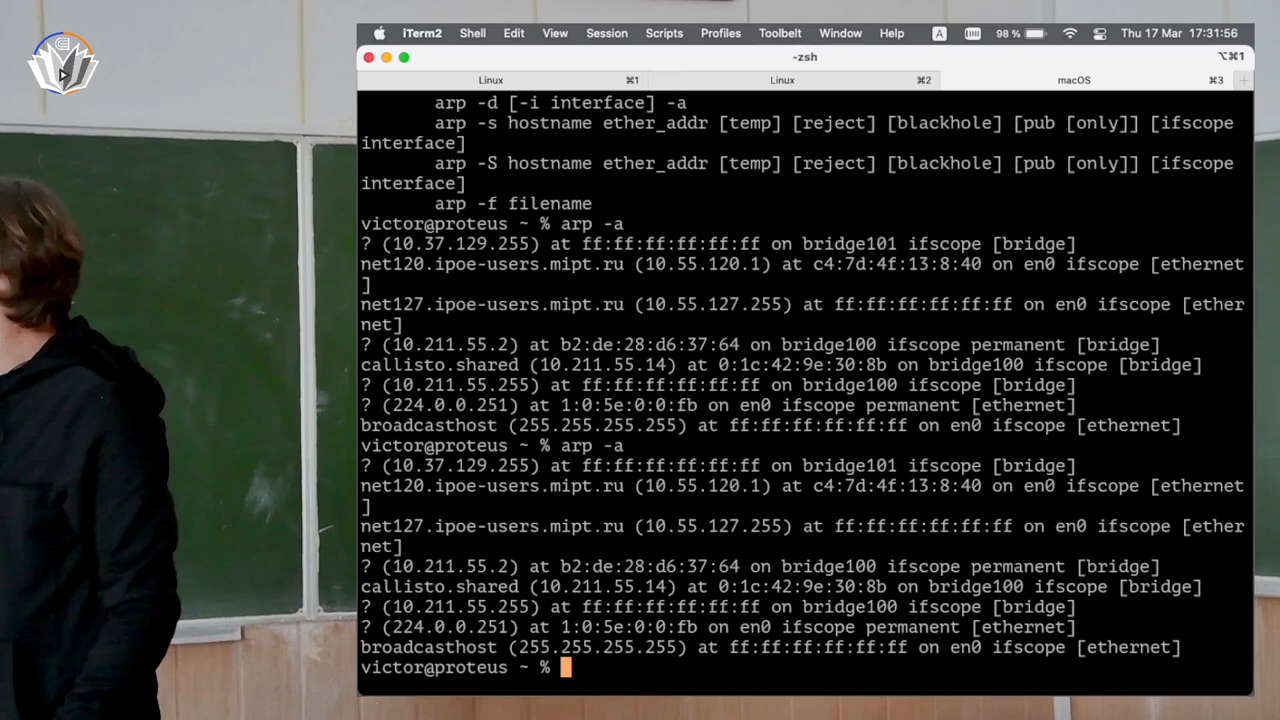 iTerm2 Shell Edit View Session Scripts Profiles Toolbelt Window Help A 98 % Thu 17 Mar 17:31:56
-zsh ⌥⌘1
Linux ⌘1 Linux ⌘2 macOS ⌘3 +
arp -d [-i interface] -a
arp -s hostname ether_addr [temp] [reject] [blackhole] [pub [only]] [ifscope
interface]
arp -S hostname ether_addr [temp] [reject] [blackhole] [pub [only]] [ifscope
interface]
arp -f filename
victor@proteus ~ % arp -a
? (10.37.129.255) at ff:ff:ff:ff:ff:ff on bridge101 ifscope [bridge]
net120.ipoe-users.mipt.ru (10.55.120.1) at c4:7d:4f:13:8:40 on en0 ifscope [ethernet
]
net127.ipoe-users.mipt.ru (10.55.127.255) at ff:ff:ff:ff:ff:ff on en0 ifscope [ether
net]
? (10.211.55.2) at b2:de:28:d6:37:64 on bridge100 ifscope permanent [bridge]
callisto.shared (10.211.55.14) at 0:1c:42:9e:30:8b on bridge100 ifscope [bridge]
? (10.211.55.255) at ff:ff:ff:ff:ff:ff on bridge100 ifscope [bridge]
? (224.0.0.251) at 1:0:5e:0:0:fb on en0 ifscope permanent [ethernet]
broadcasthost (255.255.255.255) at ff:ff:ff:ff:ff:ff on en0 ifscope [ethernet]
victor@proteus ~ % arp -a
? (10.37.129.255) at ff:ff:ff:ff:ff:ff on bridge101 ifscope [bridge]
net120.ipoe-users.mipt.ru (10.55.120.1) at c4:7d:4f:13:8:40 on en0 ifscope [ethernet
]
net127.ipoe-users.mipt.ru (10.55.127.255) at ff:ff:ff:ff:ff:ff on en0 ifscope [ether
net]
? (10.211.55.2) at b2:de:28:d6:37:64 on bridge100 ifscope permanent [bridge]
callisto.shared (10.211.55.14) at 0:1c:42:9e:30:8b on bridge100 ifscope [bridge]
? (10.211.55.255) at ff:ff:ff:ff:ff:ff on bridge100 ifscope [bridge]
? (224.0.0.251) at 1:0:5e:0:0:fb on en0 ifscope permanent [ethernet]
broadcasthost (255.255.255.255) at ff:ff:ff:ff:ff:ff on en0 ifscope [ethernet]
victor@proteus ~ %